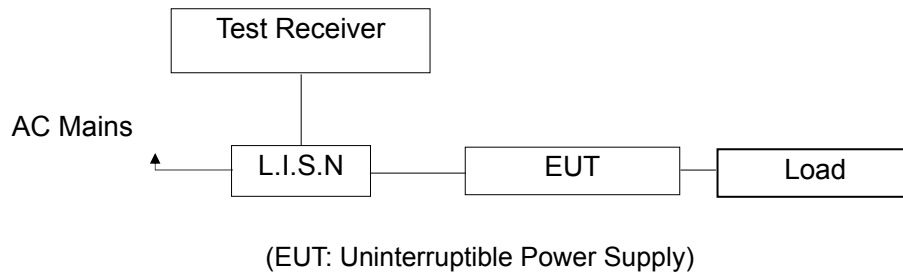 Test Receiver
AC Mains
L.I.S.N
EUT
Load
(EUT: Uninterruptible Power Supply)